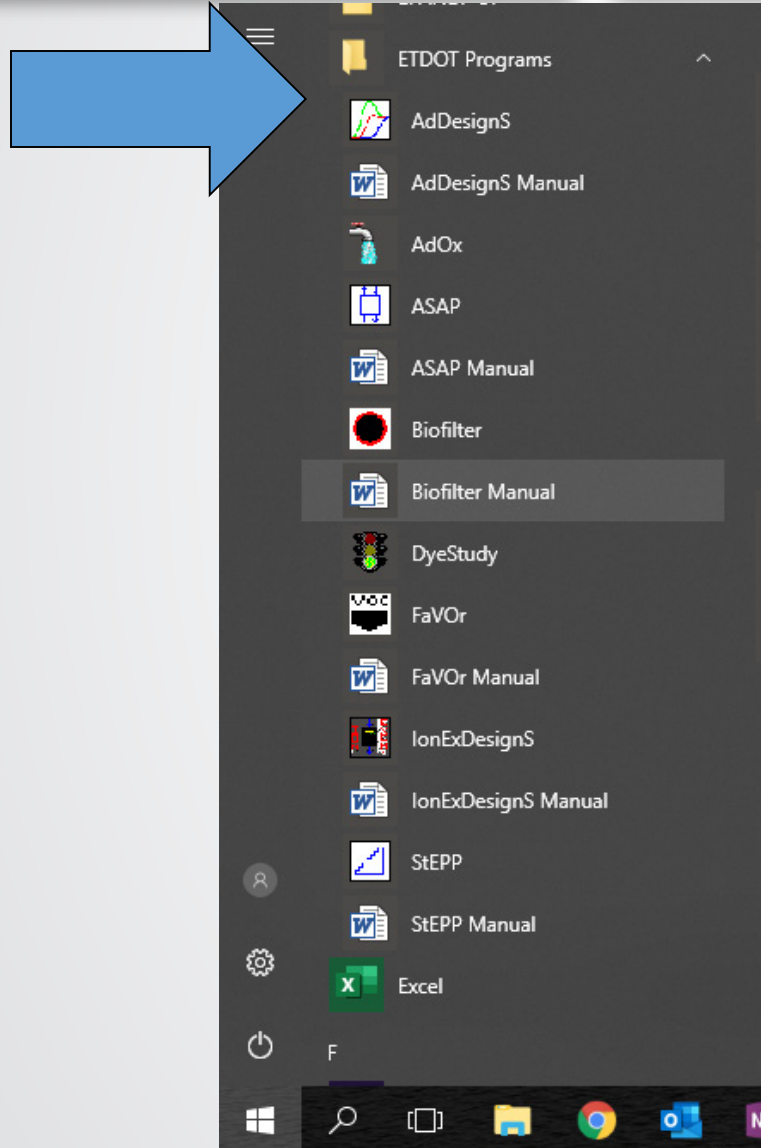 ETDOT Programs
AdDesignS
AdDesignS Manual
AdOx
ASAP
ASAP Manual
Biofilter
Biofilter Manual
DyeStudy
VOC
FaVOr
FaVOr Manual
IonExDesignS
IonExDesignS Manual
StEPP
StEPP Manual
Excel
F